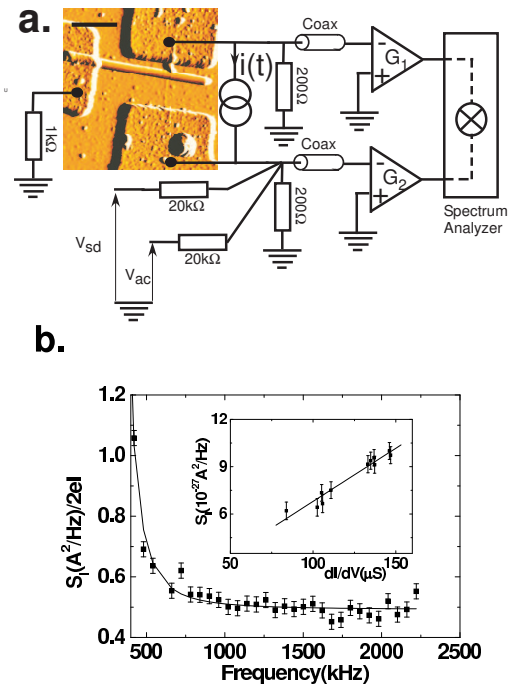 a.
Coax
i(t)
G1
200Ω
1kΩ
Coax
G2
200Ω
20kΩ
20kΩ
Vsd
Vac
Spectrum
Analyzer
b.
SI(A²/Hz)/2eI
1.2
1.0
0.8
0.6
0.4
500 1000 1500 2000 2500
Frequency(kHz)
SI(10⁻²⁷A²/Hz)
12
9
6
3
50 100 150
dI/dV(μS)